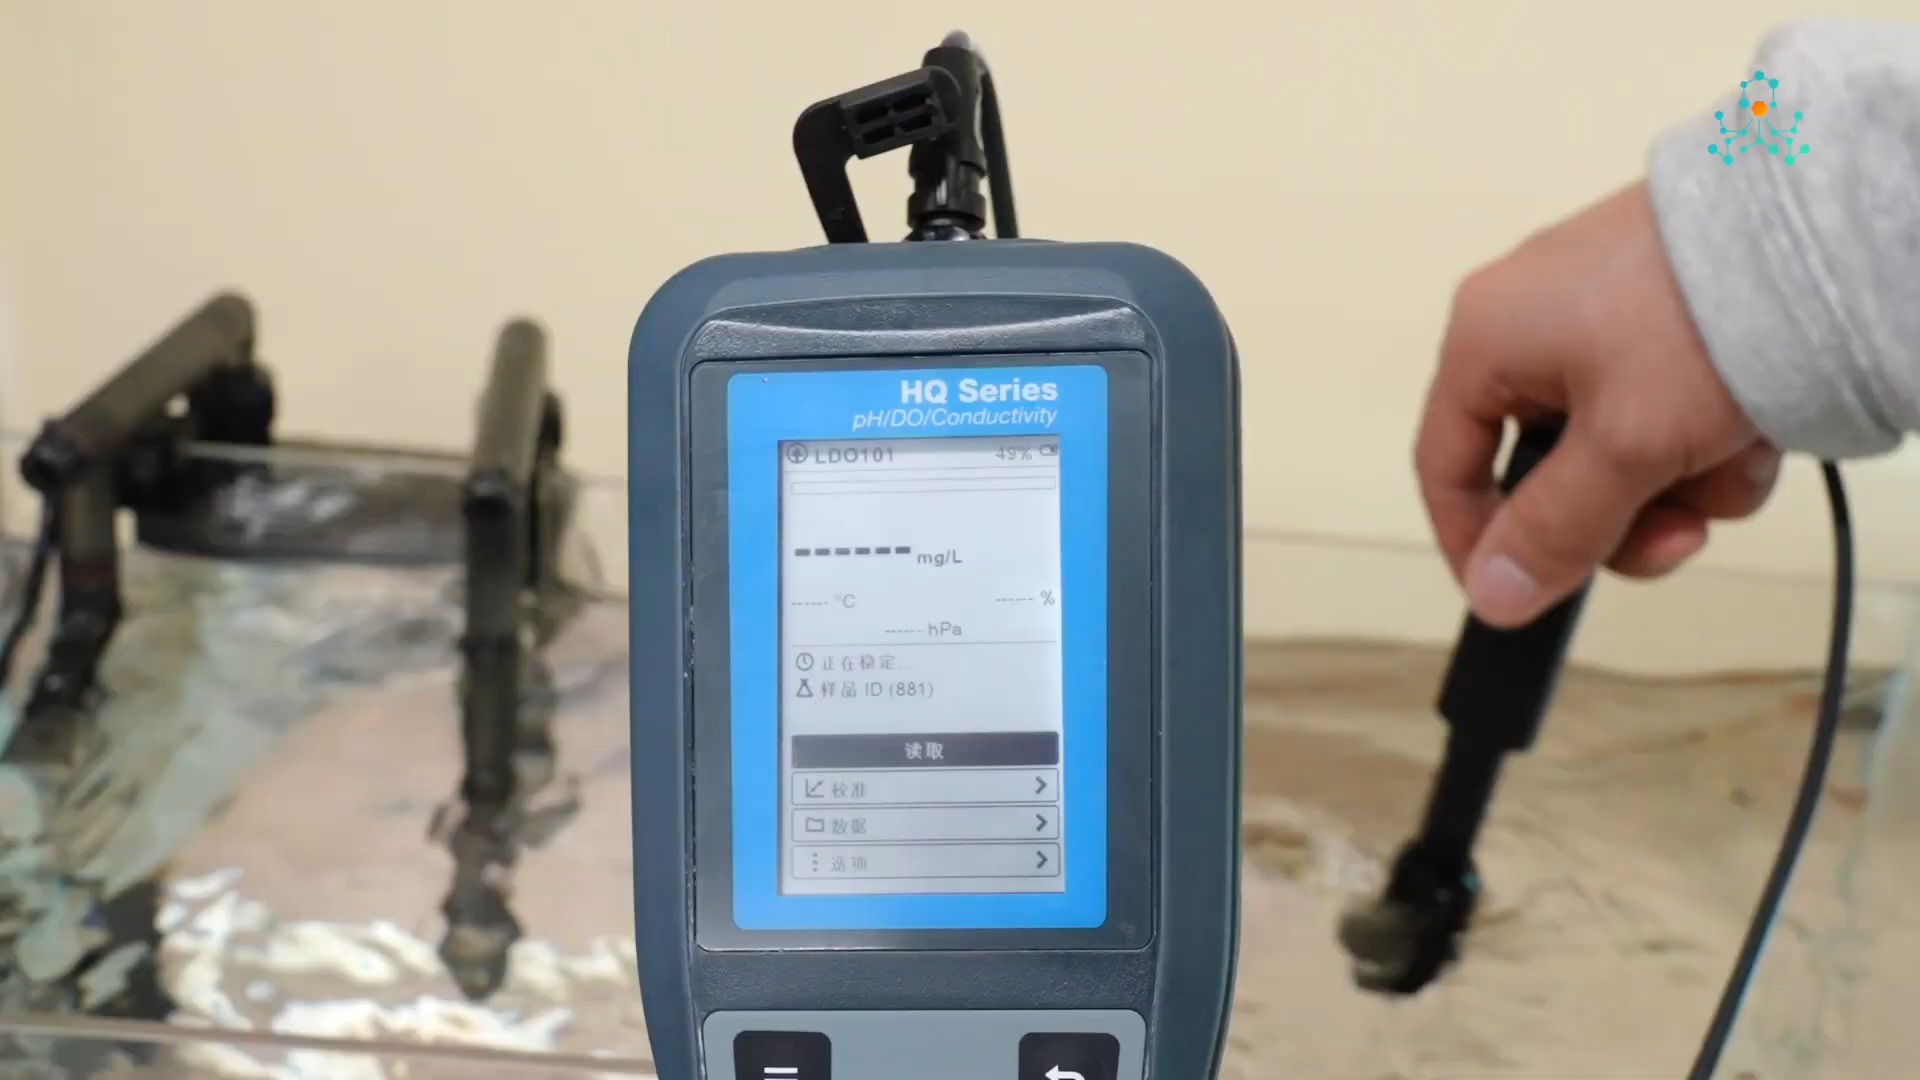 HQ Series
pH/DO/Conductivity
LDO101 49%
------ mg/L
------ °C ------ %
------ hPa
正在稳定...
样品 ID (881)
读取
校准
数据
选项